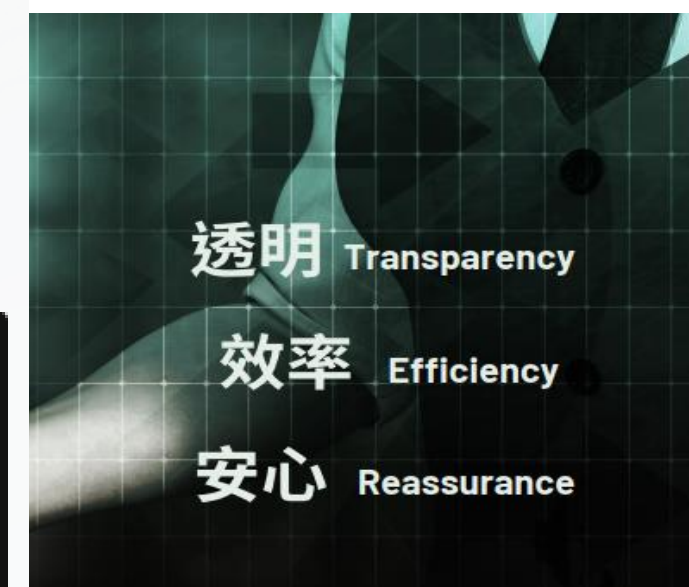 透明 Transparency
效率 Efficiency
安心 Reassurance